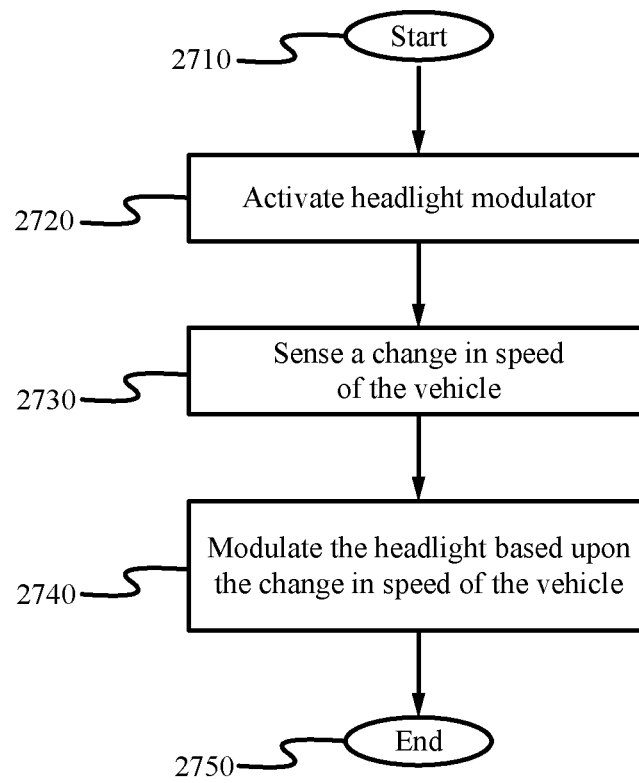 Start
2710
Activate headlight modulator
2720
Sense a change in speed
of the vehicle
2730
Modulate the headlight based upon
the change in speed of the vehicle
2740
End
2750